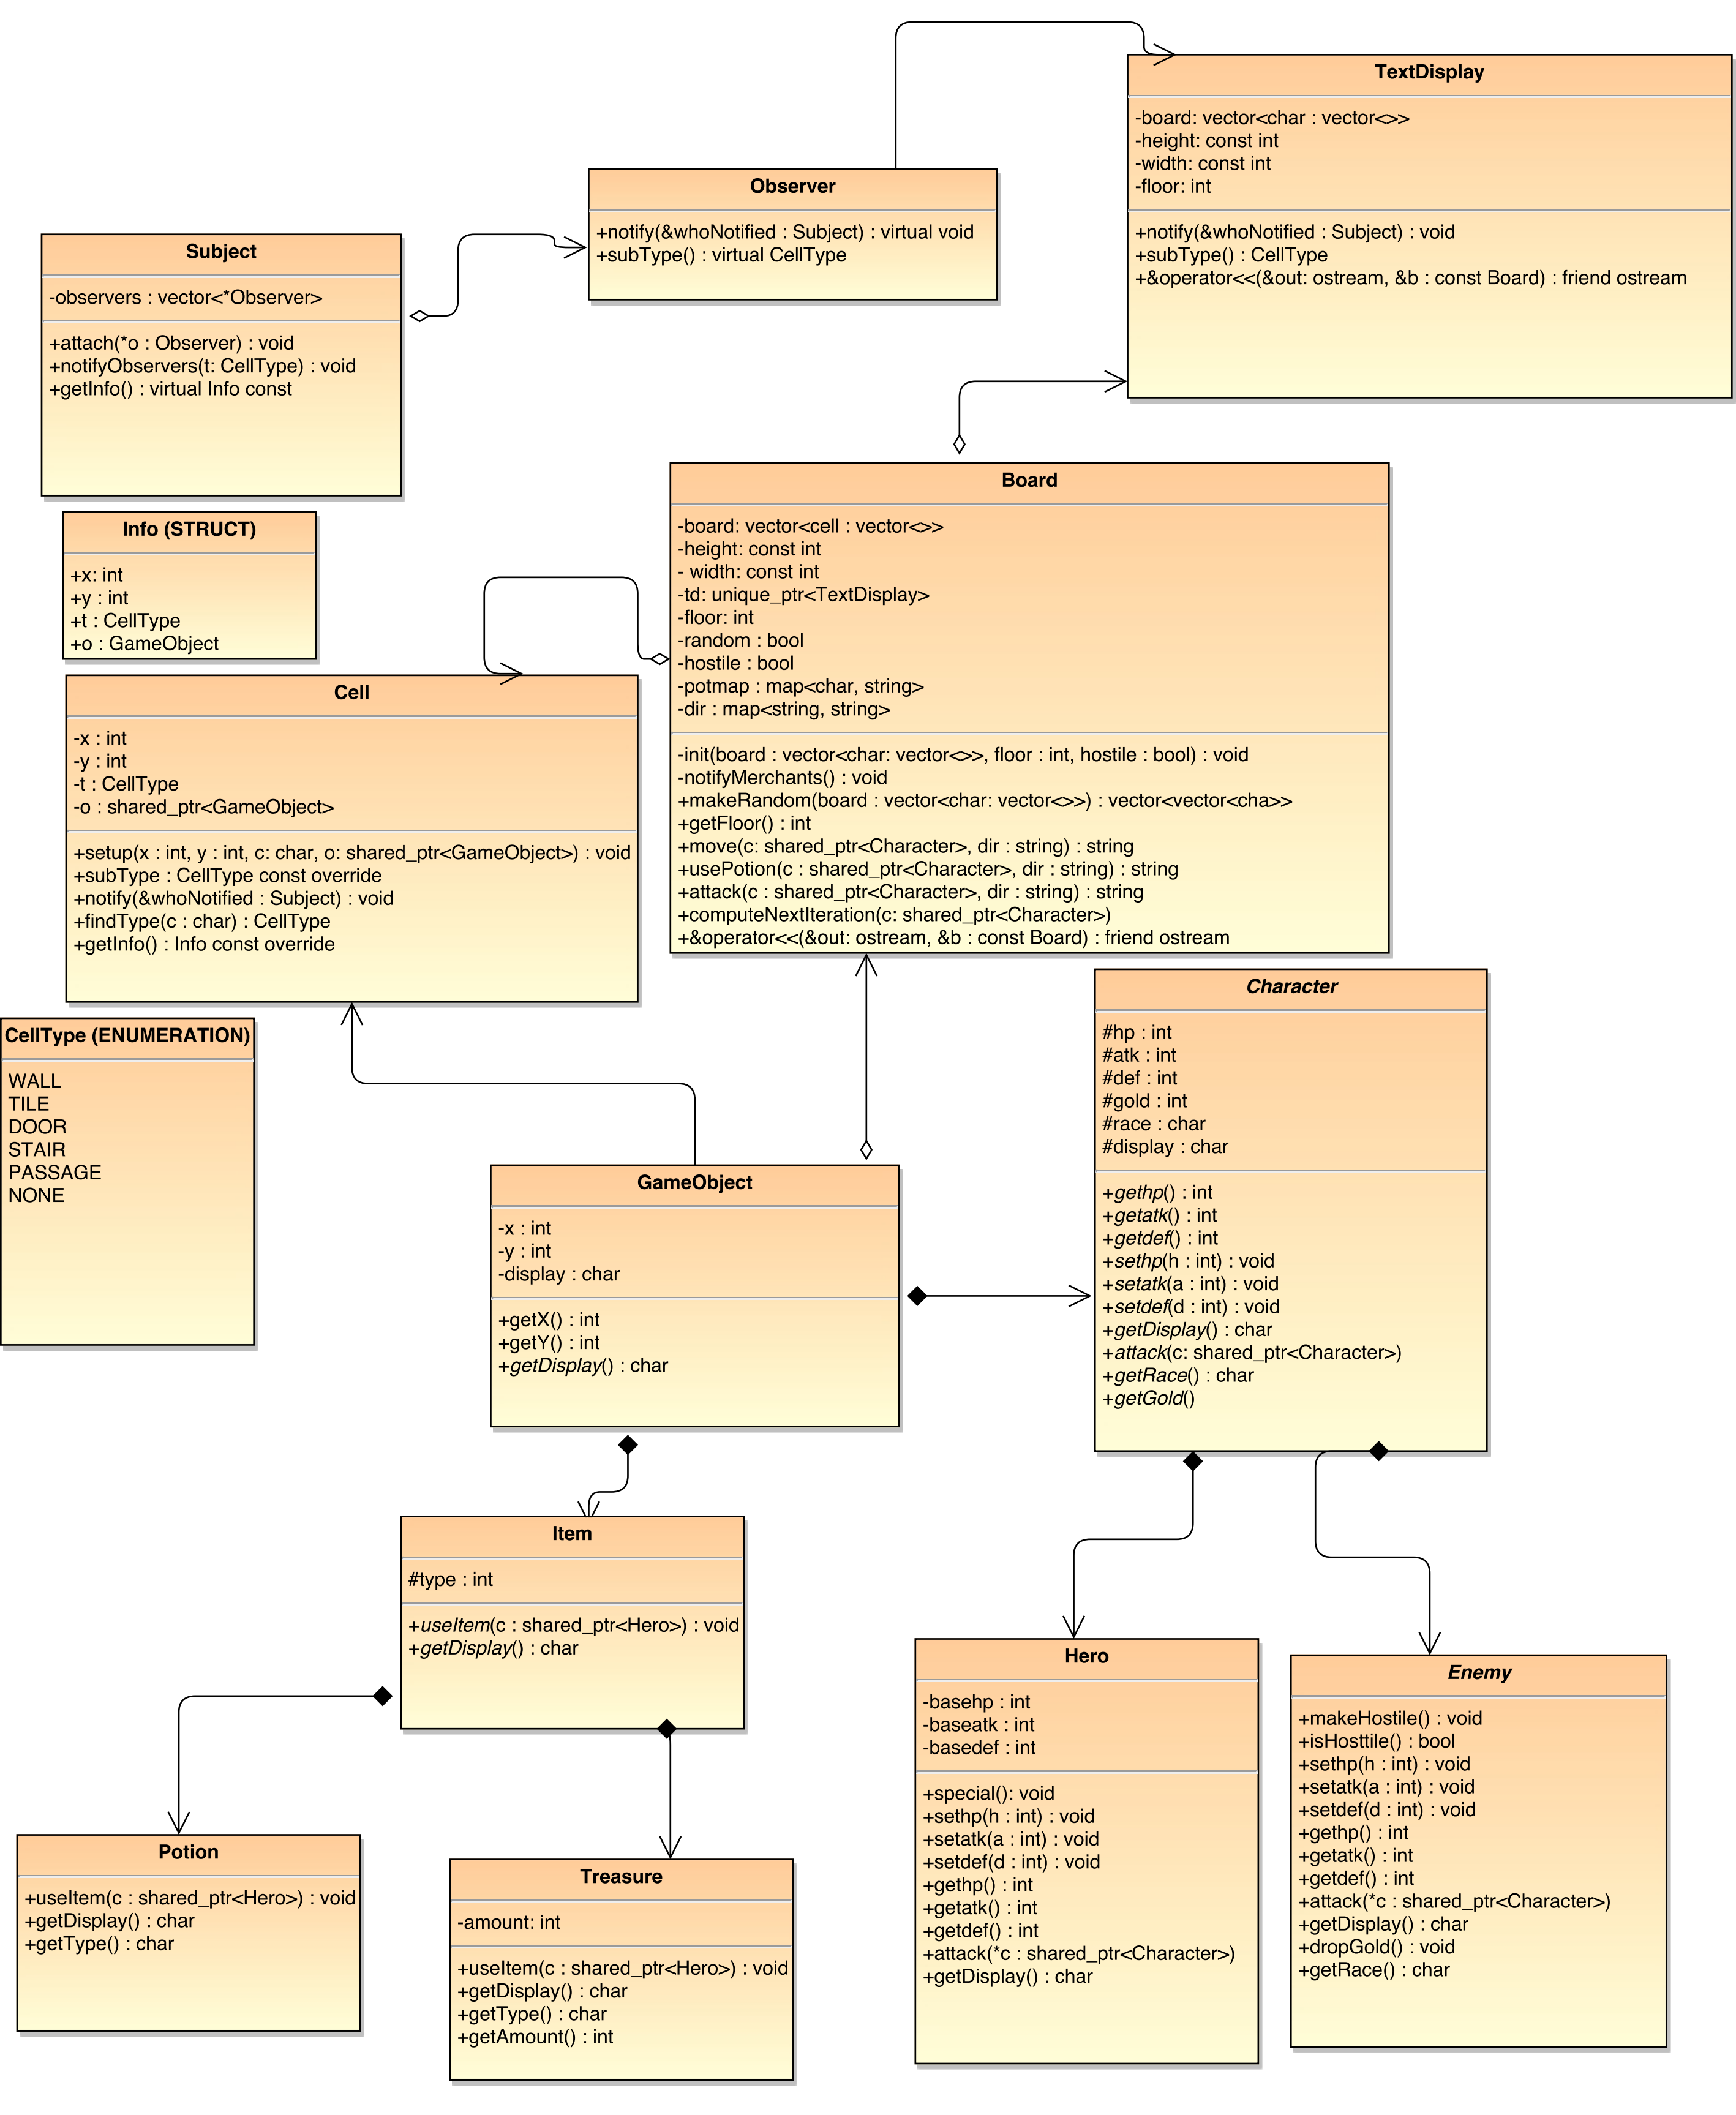 TextDisplay
-board: vector<char : vector<>>
-height: const int
-width: const int
-floor: int
+notify(&whoNotified : Subject) : void
+subType() : CellType
+&operator<<(&out: ostream, &b : const Board) : friend ostream
Observer
+notify(&whoNotified : Subject) : virtual void
+subType() : virtual CellType
Subject
-observers : vector<*Observer>
+attach(*o : Observer) : void
+notifyObservers(t: CellType) : void
+getInfo() : virtual Info const
Info (STRUCT)
+x: int
+y : int
+t : CellType
+o : GameObject
Board
-board: vector<cell : vector<>>
-height: const int
- width: const int
-td: unique_ptr<TextDisplay>
-floor: int
-random : bool
-hostile : bool
-potmap : map<char, string>
-dir : map<string, string>
-init(board : vector<char: vector<>>, floor : int, hostile : bool) : void
-notifyMerchants() : void
+makeRandom(board : vector<char: vector<>>) : vector<vector<cha>>
+getFloor() : int
+move(c: shared_ptr<Character>, dir : string) : string
+usePotion(c : shared_ptr<Character>, dir : string) : string
+attack(c : shared_ptr<Character>, dir : string) : string
+computeNextIteration(c: shared_ptr<Character>)
+&operator<<(&out: ostream, &b : const Board) : friend ostream
Cell
-x : int
-y : int
-t : CellType
-o : shared_ptr<GameObject>
+setup(x : int, y : int, c: char, o: shared_ptr<GameObject>) : void
+subType : CellType const override
+notify(&whoNotified : Subject) : void
+findType(c : char) : CellType
+getInfo() : Info const override
CellType (ENUMERATION)
WALL
TILE
DOOR
STAIR
PASSAGE
NONE
Character
#hp : int
#atk : int
#def : int
#gold : int
#race : char
#display : char
+gethp() : int
+getatk() : int
+getdef() : int
+sethp(h : int) : void
+setatk(a : int) : void
+setdef(d : int) : void
+getDisplay() : char
+attack(c: shared_ptr<Character>)
+getRace() : char
+getGold()
GameObject
-x : int
-y : int
-display : char
+getX() : int
+getY() : int
+getDisplay() : char
Item
#type : int
+useItem(c : shared_ptr<Hero>) : void
+getDisplay() : char
Hero
-basehp : int
-baseatk : int
-basedef : int
+special(): void
+sethp(h : int) : void
+setatk(a : int) : void
+setdef(d : int) : void
+gethp() : int
+getatk() : int
+getdef() : int
+attack(*c : shared_ptr<Character>)
+getDisplay() : char
Enemy
+makeHostile() : void
+isHosttile() : bool
+sethp(h : int) : void
+setatk(a : int) : void
+setdef(d : int) : void
+gethp() : int
+getatk() : int
+getdef() : int
+attack(*c : shared_ptr<Character>)
+getDisplay() : char
+dropGold() : void
+getRace() : char
Potion
+useItem(c : shared_ptr<Hero>) : void
+getDisplay() : char
+getType() : char
Treasure
-amount: int
+useItem(c : shared_ptr<Hero>) : void
+getDisplay() : char
+getType() : char
+getAmount() : int